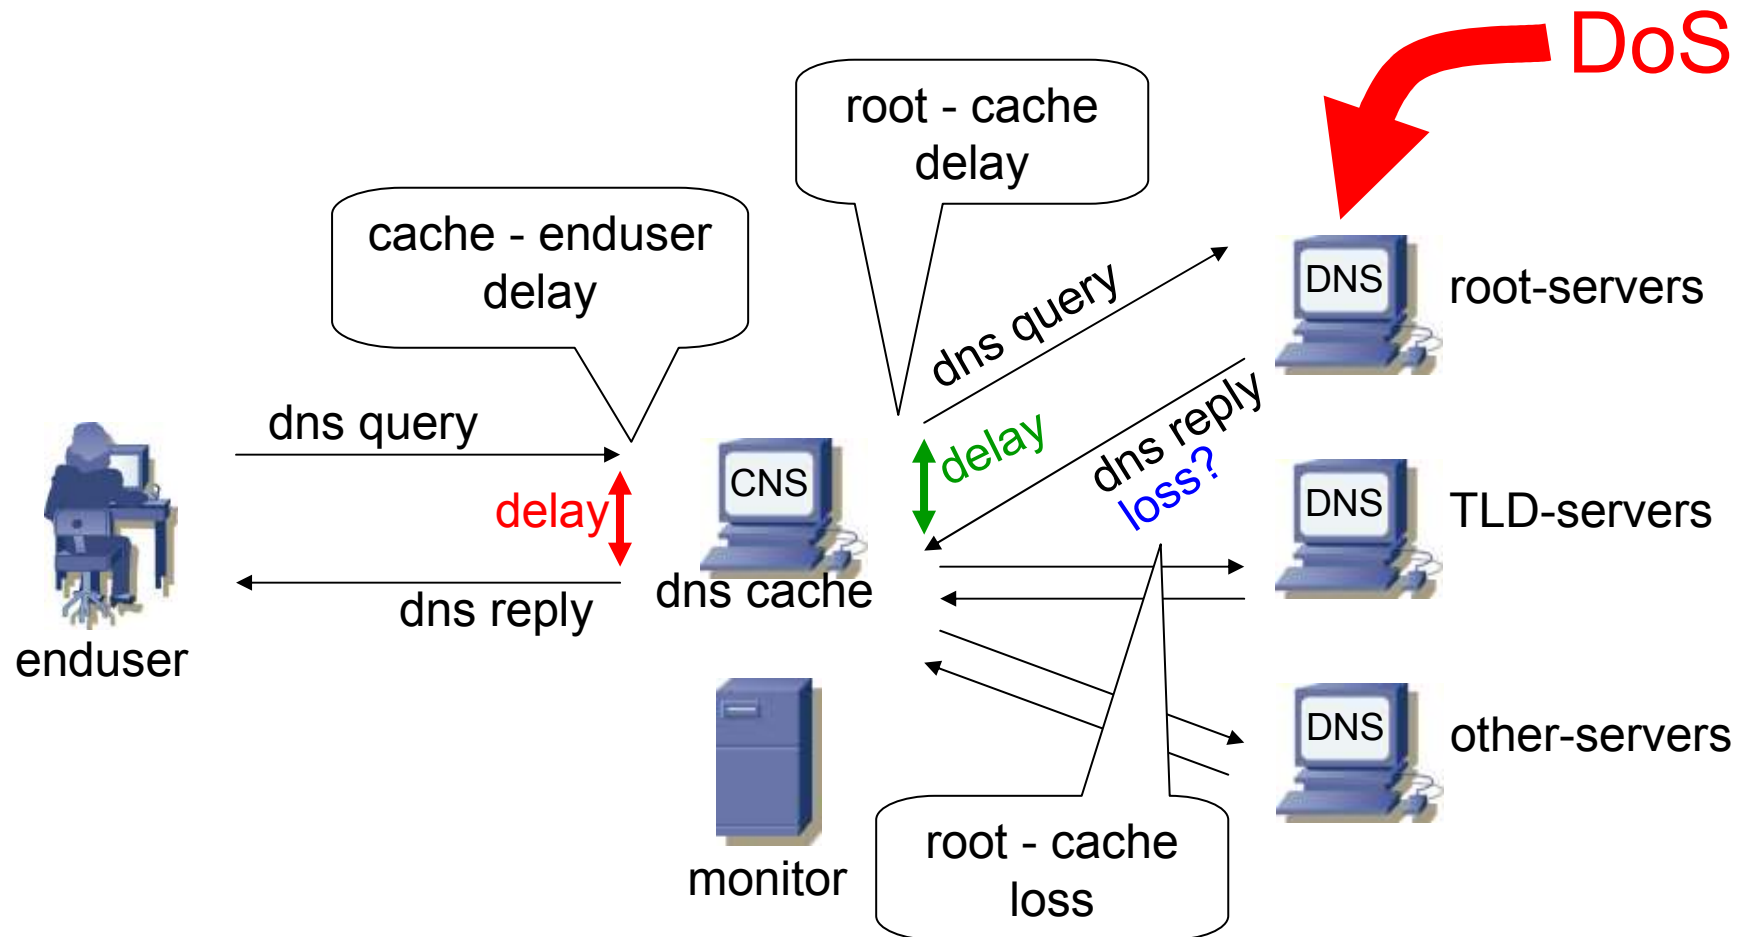 DoS
root - cache
delay
cache - enduser
delay
dns query
DNS
root-servers
dns query
dns reply
delay
loss?
delay
CNS
DNS
TLD-servers
dns reply
dns cache
enduser
DNS
other-servers
monitor
root - cache
loss